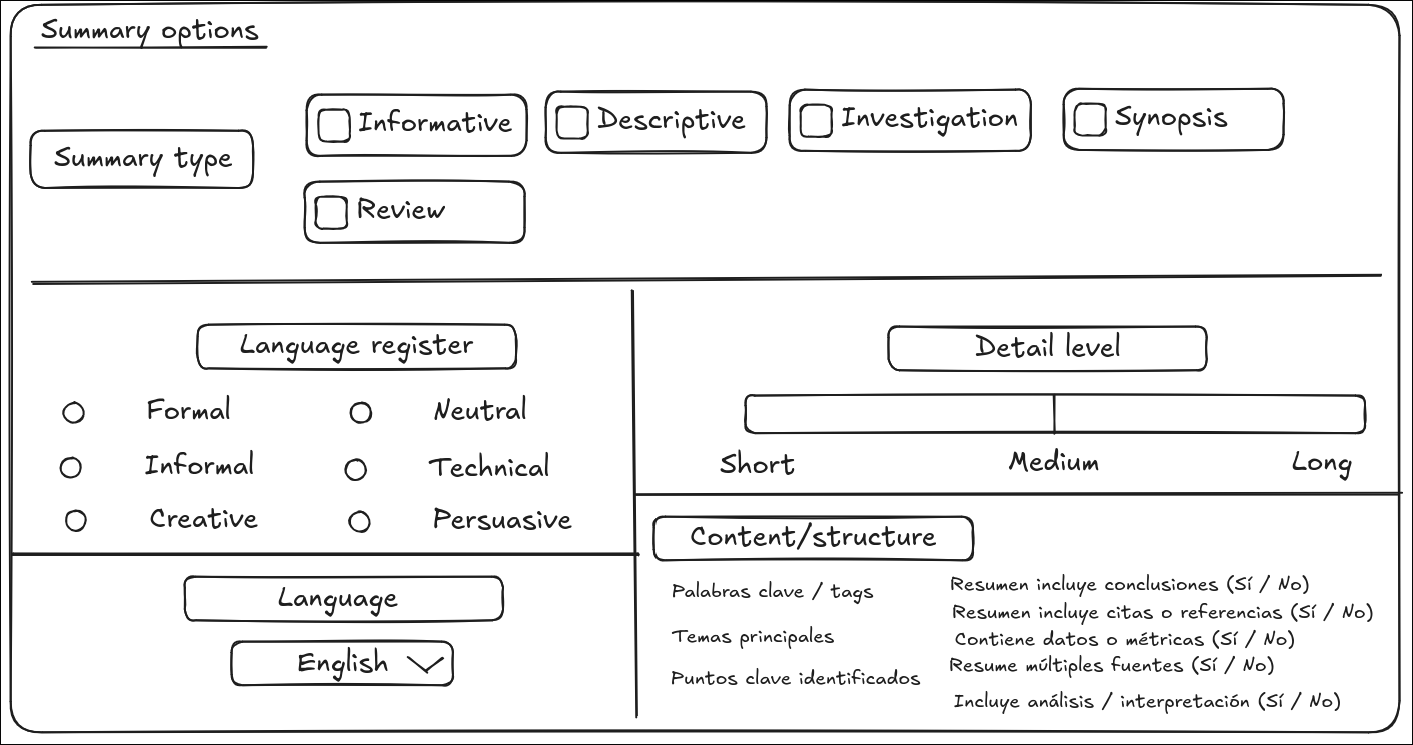 Summary options
Summary type
Informative
Descriptive
Investigation
Synopsis
Review
Language register
Formal
Neutral
Informal
Technical
Creative
Persuasive
Detail level
Short
Medium
Long
Language
English
Content/structure
Palabras clave / tags
Temas principales
Puntos clave identificados
Resumen incluye conclusiones (Sí / No)
Resumen incluye citas o referencias (Sí / No)
Contiene datos o métricas (Sí / No)
Resume múltiples fuentes (Sí / No)
Incluye análisis / interpretación (Sí / No)